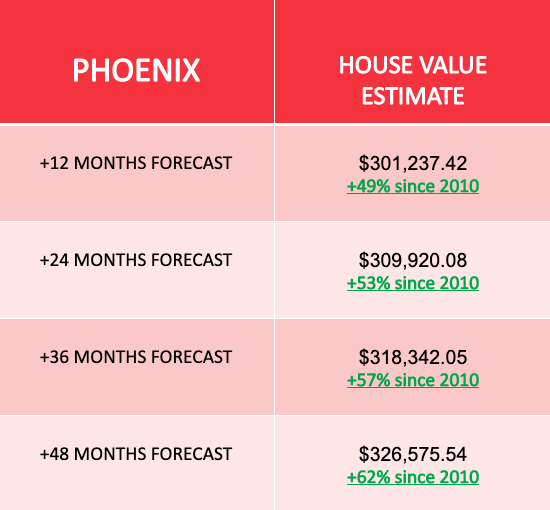 PHOENIX
HOUSE VALUE
ESTIMATE
+12 MONTHS FORECAST
$301,237.42
+49% since 2010
+24 MONTHS FORECAST
$309,920.08
+53% since 2010
+36 MONTHS FORECAST
$318,342.05
+57% since 2010
+48 MONTHS FORECAST
$326,575.54
+62% since 2010